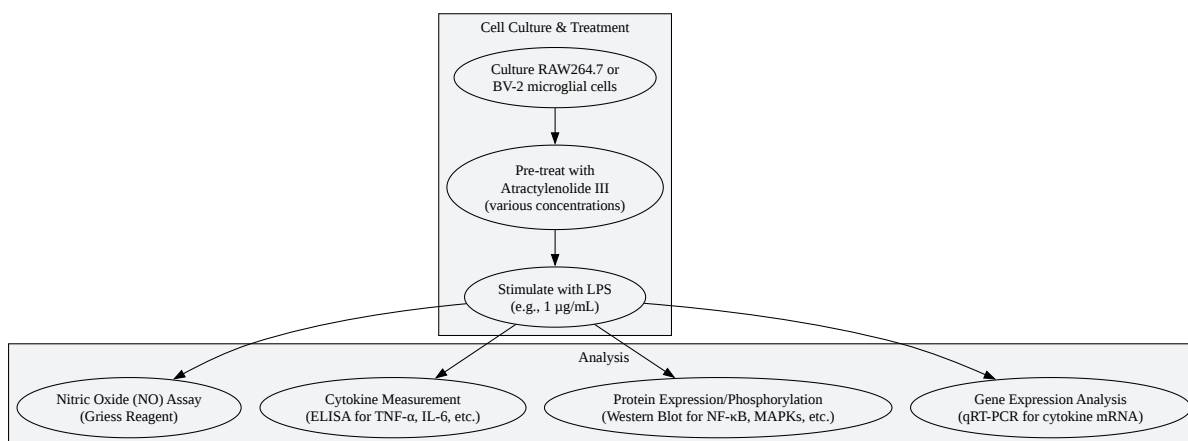 Cell Culture & Treatment
Culture RAW264.7 or
BV-2 microglial cells
Pre-treat with
Atractylenolide III
(various concentrations)
Stimulate with LPS
(e.g., 1 µg/mL)
Analysis
Nitric Oxide (NO) Assay
(Griess Reagent)
Cytokine Measurement
(ELISA for TNF-α, IL-6, etc.)
Protein Expression/Phosphorylation
(Western Blot for NF-κB, MAPKs, etc.)
Gene Expression Analysis
(qRT-PCR for cytokine mRNA)